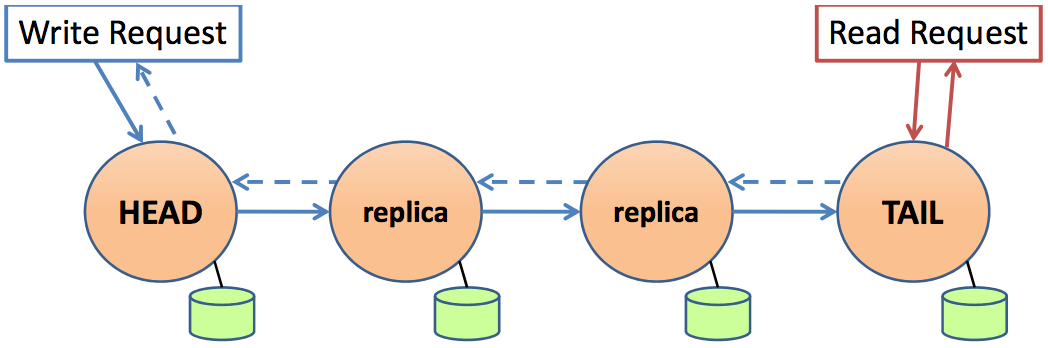 Write Request
Read Request
HEAD
replica
replica
TAIL